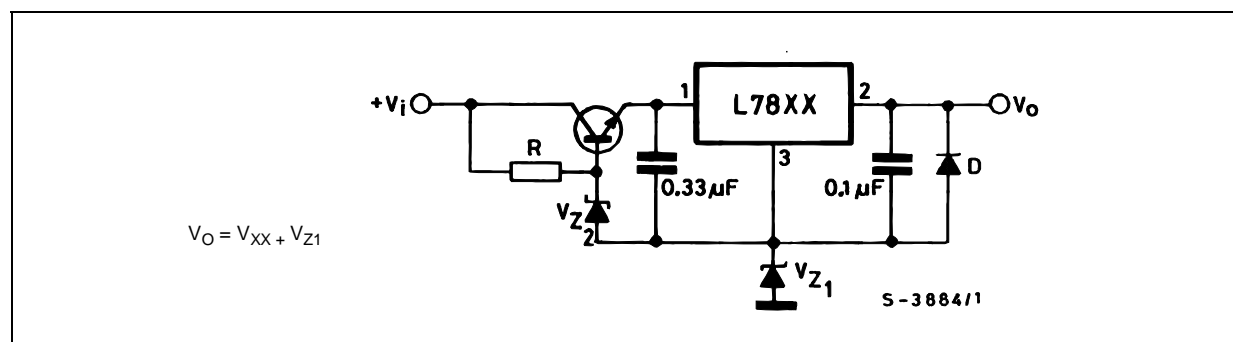 +Vi
R
VZ2
1
L78XX
2
3
0.33µF
0.1µF
D
Vo
VO = VXX + VZ1
VZ1
S-3884/1